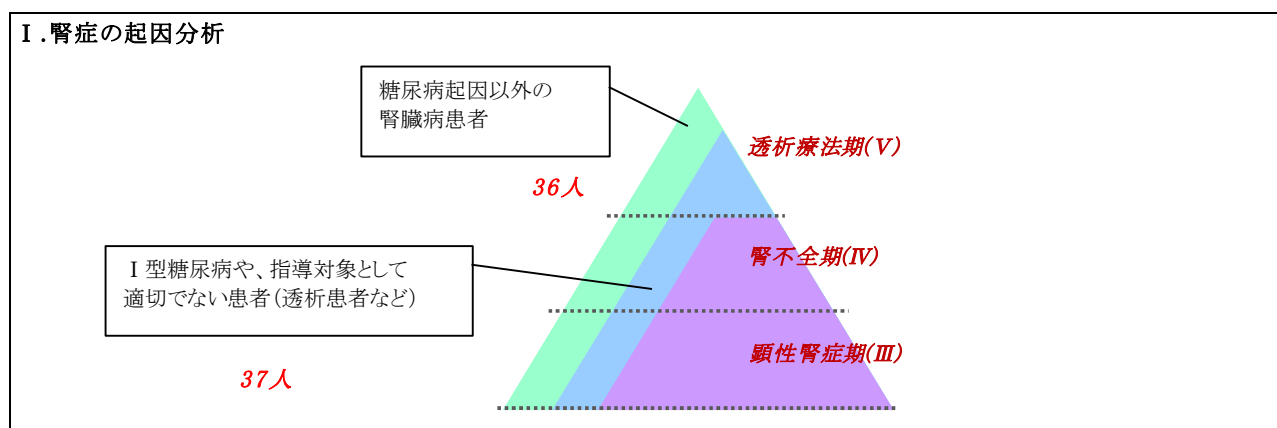 Ⅰ.腎症の起因分析
糖尿病起因以外の
腎臓病患者
透析療法期(Ⅴ)
36人
Ⅰ型糖尿病や、指導対象として
適切でない患者(透析患者など)
腎不全期(Ⅳ)
顕性腎症期(Ⅲ)
37人